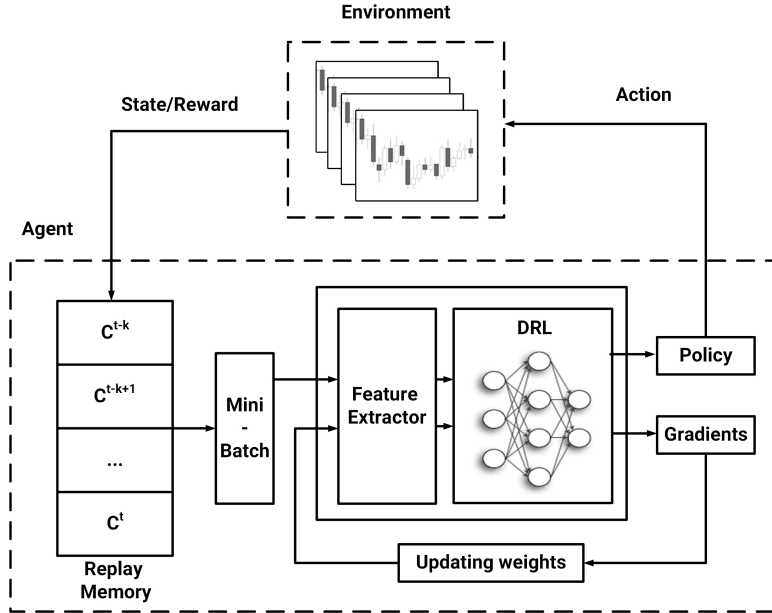 Environment
State/Reward
Action
Agent
C^t-k
C^t-k+1
...
C^t
Replay
Memory
Mini
-
Batch
Feature
Extractor
DRL
Policy
Gradients
Updating weights